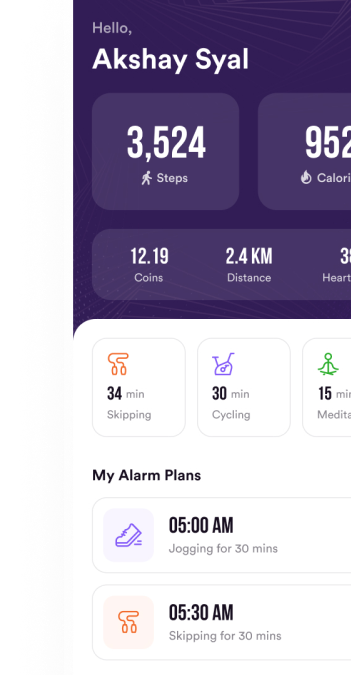 Hello,
Akshay Syal
3,524
952
Steps
Calori
12.19
2.4 KM
Coins
Distance
Heart
34 min
30 min
15 min
Skipping
Cycling
Medita
My Alarm Plans
05:00 AM
Jogging for 30 mins
05:30 AM
Skipping for 30 mins